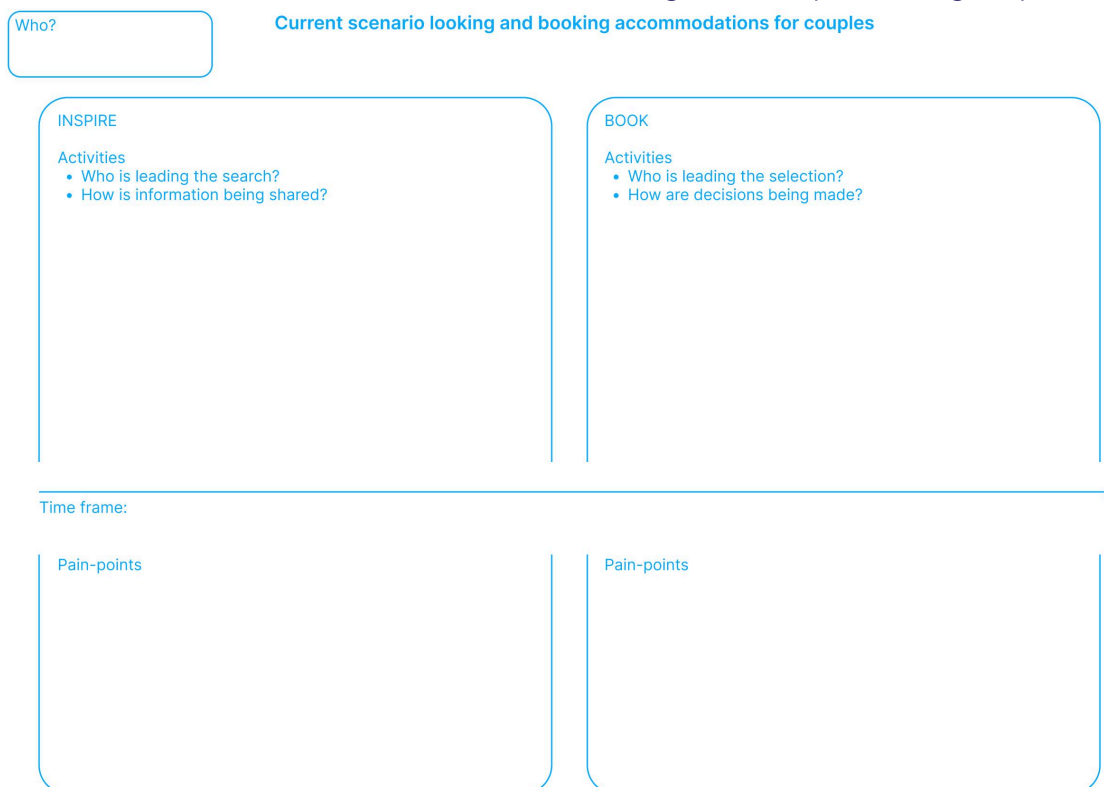 Who?
Current scenario looking and booking accommodations for couples
INSPIRE
Activities
• Who is leading the search?
• How is information being shared?
BOOK
Activities
• Who is leading the selection?
• How are decisions being made?
Time frame:
Pain-points
Pain-points